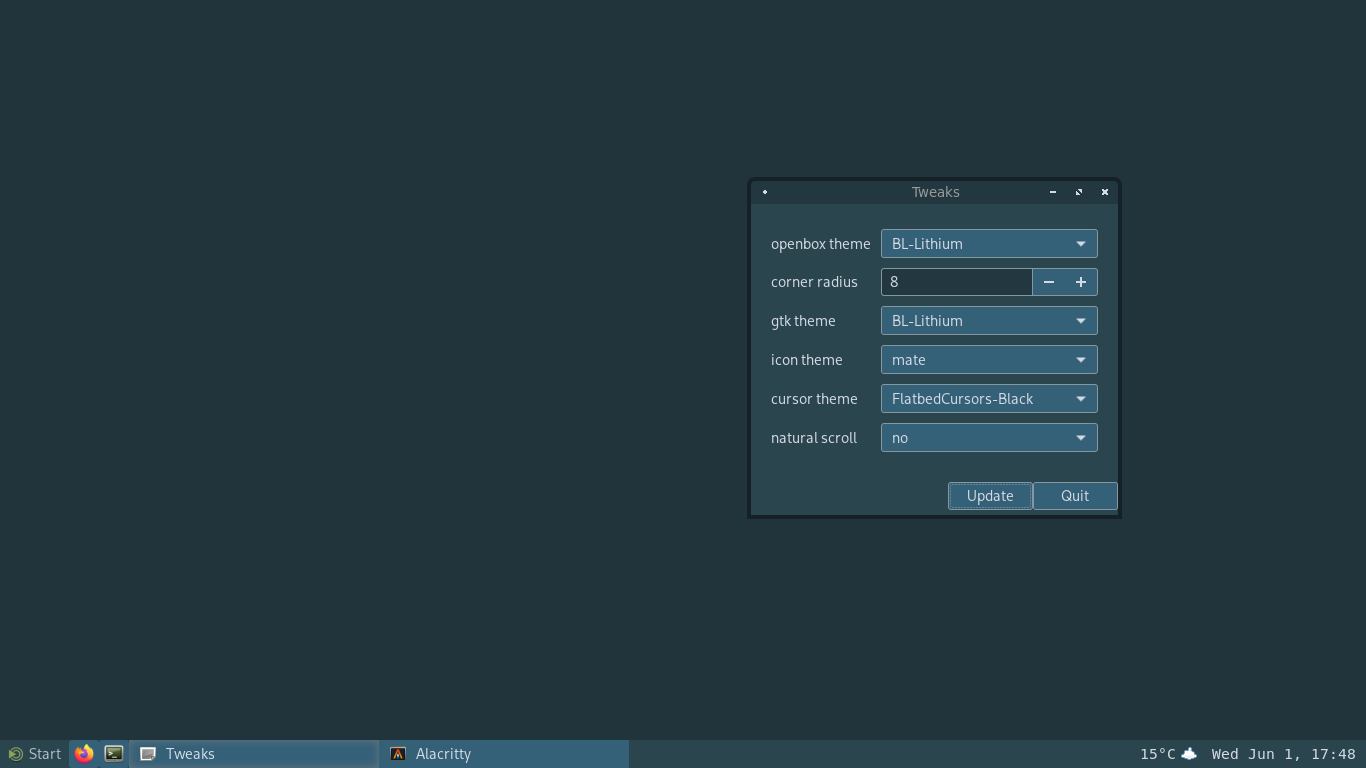 Tweaks
openbox theme BL-Lithium
corner radius 8
gtk theme BL-Lithium
icon theme mate
cursor theme FlatbedCursors-Black
natural scroll no
Update Quit
Start Tweaks Alacritty 15°C Wed Jun 1, 17:48